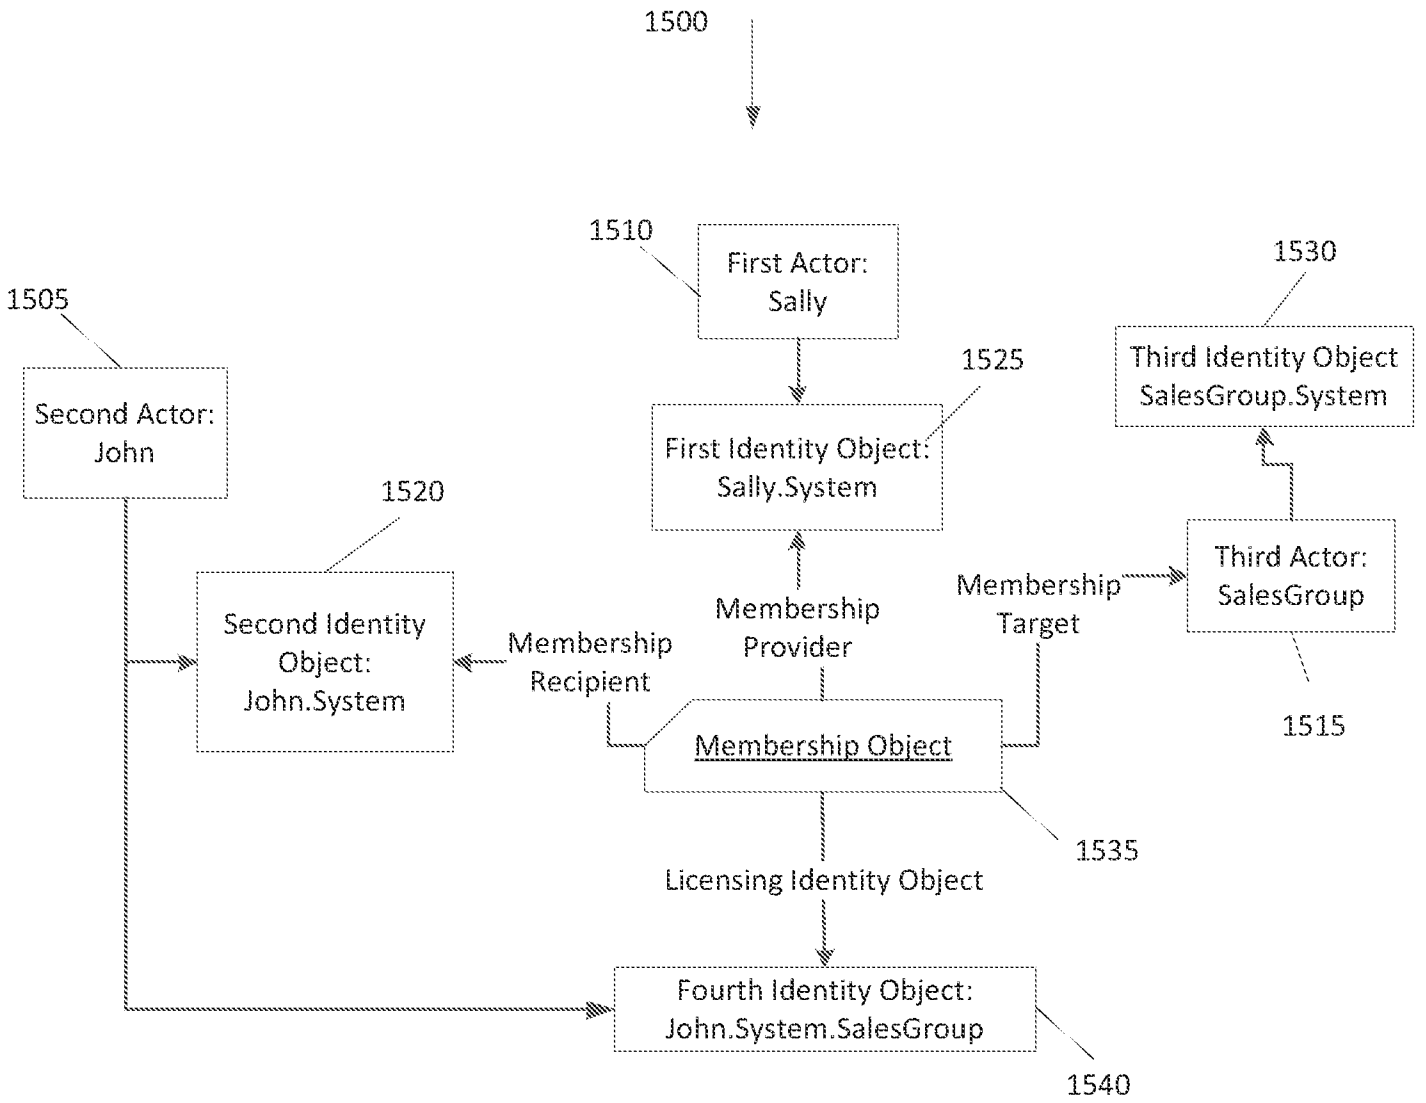 1500
1510
First Actor:
Sally
1530
1505
1525
Third Identity Object
SalesGroup.System
Second Actor:
John
First Identity Object:
Sally.System
1520
Third Actor:
SalesGroup
Membership
Target
Membership
Provider
Second Identity
Object:
John.System
Membership
Recipient
1515
Membership Object
1535
Licensing Identity Object
Fourth Identity Object:
John.System.SalesGroup
1540